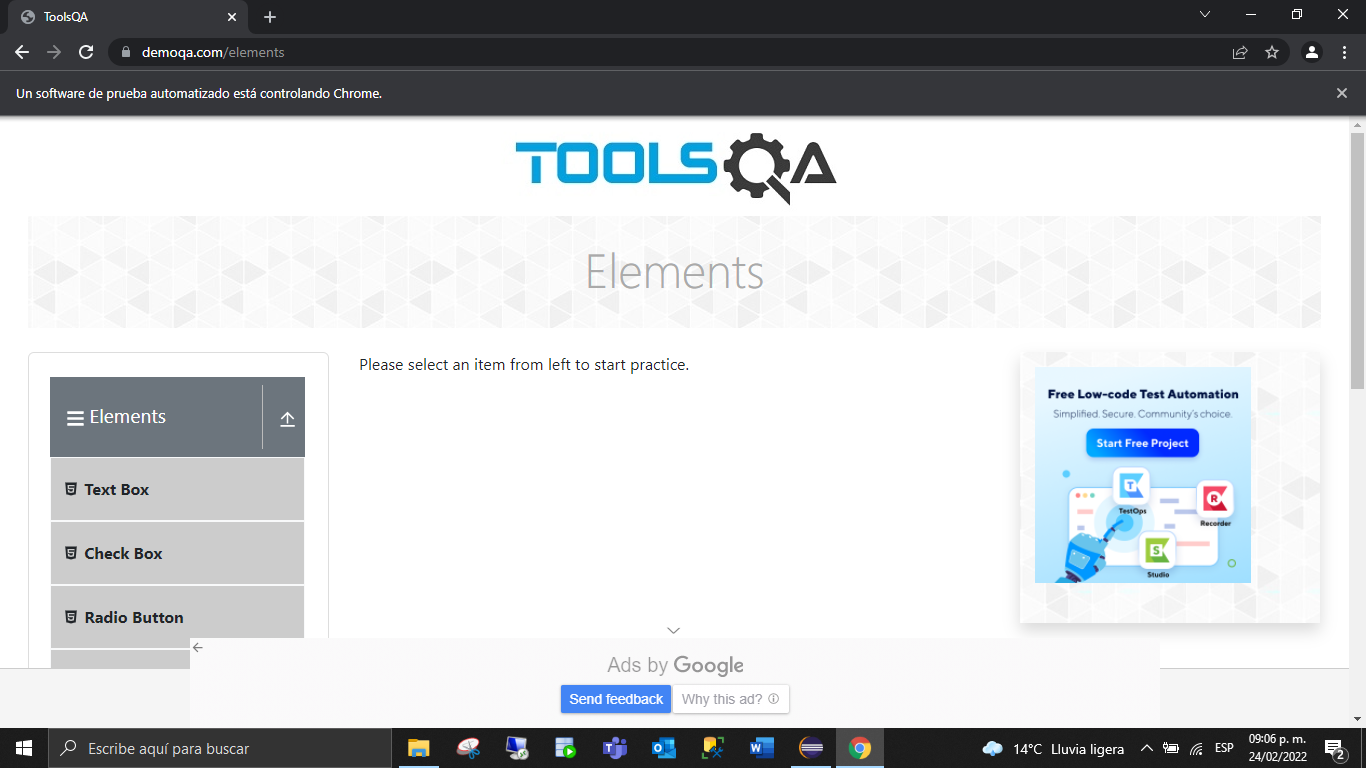 ToolsQA
demoqa.com/elements
Un software de prueba automatizado está controlando Chrome.
TOOLSQA
Elements
Elements
Text Box
Check Box
Radio Button
Please select an item from left to start practice.
Free Low-code Test Automation
Simplified. Secure. Community's choice.
Start Free Project
TestOps
Recorder
Studio
Ads by Google
Send feedback
Why this ad?
Escribe aquí para buscar
14°C Lluvia ligera
ESP
09:06 p. m.
24/02/2022
2